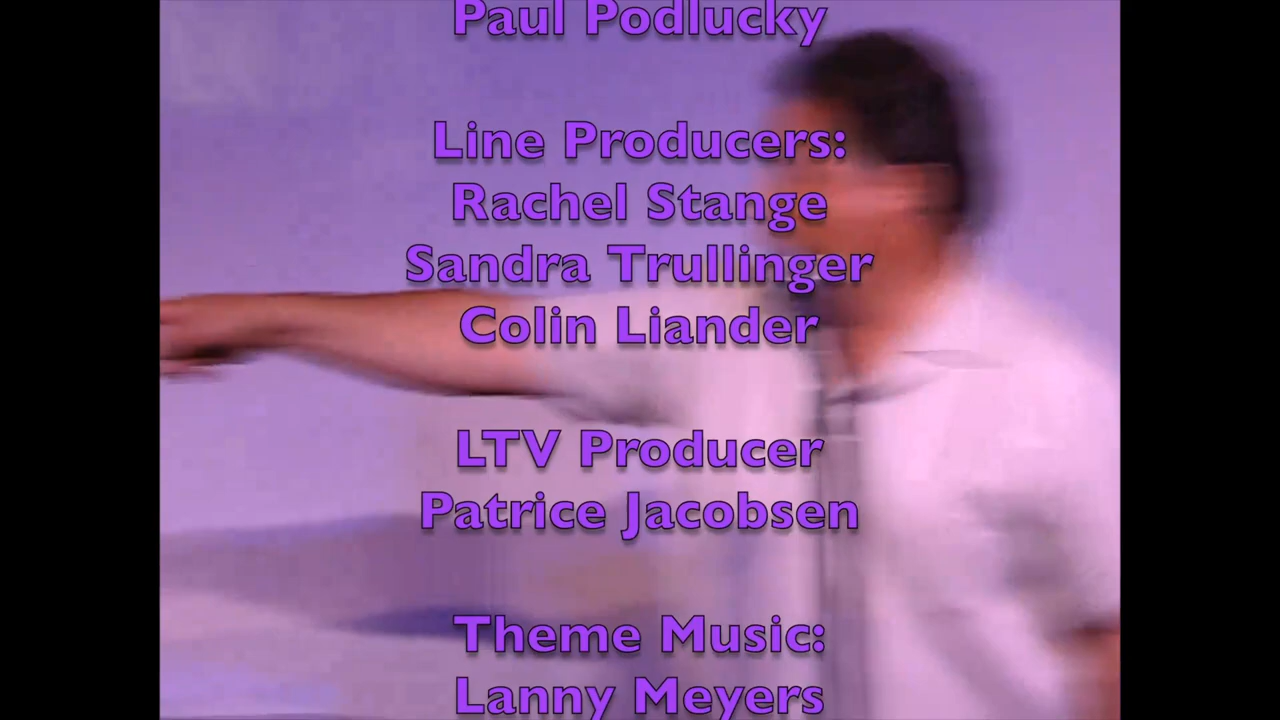 Paul Podlucky
Line Producers:
Rachel Stange
Sandra Trullinger
Colin Liander
LTV Producer
Patrice Jacobsen
Theme Music:
Lanny Meyers